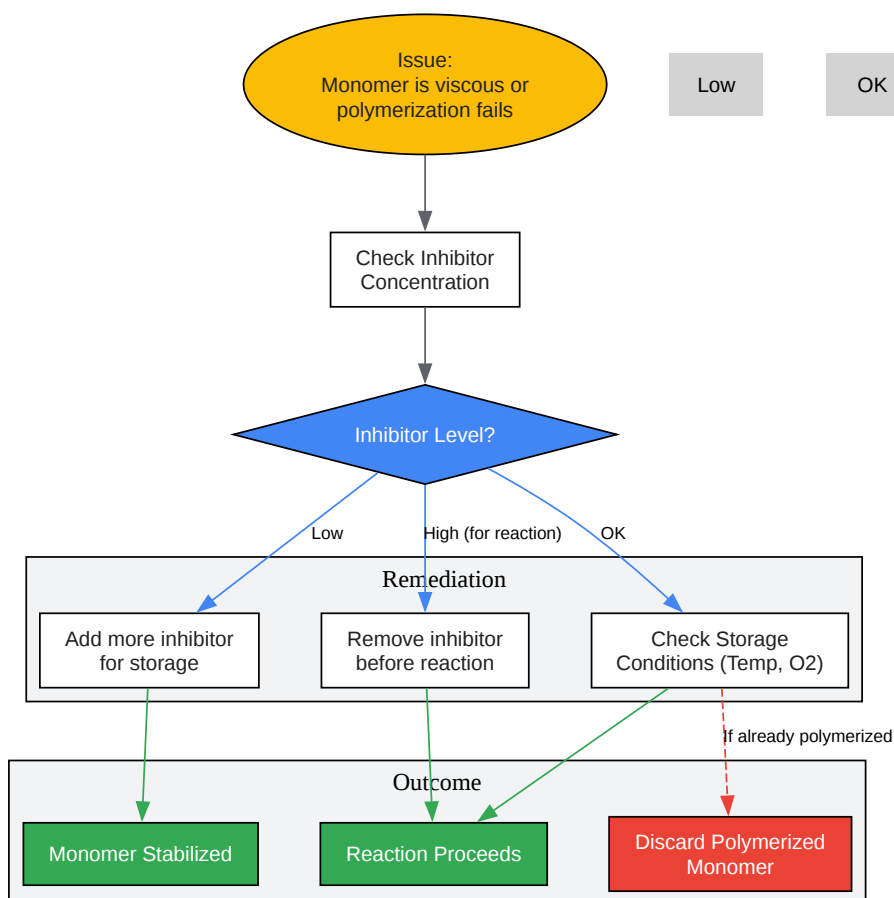 Issue:
Monomer is viscous or
polymerization fails
Low
OK
Check Inhibitor
Concentration
Inhibitor Level?
Low
High (for reaction)
OK
Remediation
Add more inhibitor
for storage
Remove inhibitor
before reaction
Check Storage
Conditions (Temp, O2)
If already polymerized
Outcome
Monomer Stabilized
Reaction Proceeds
Discard Polymerized
Monomer